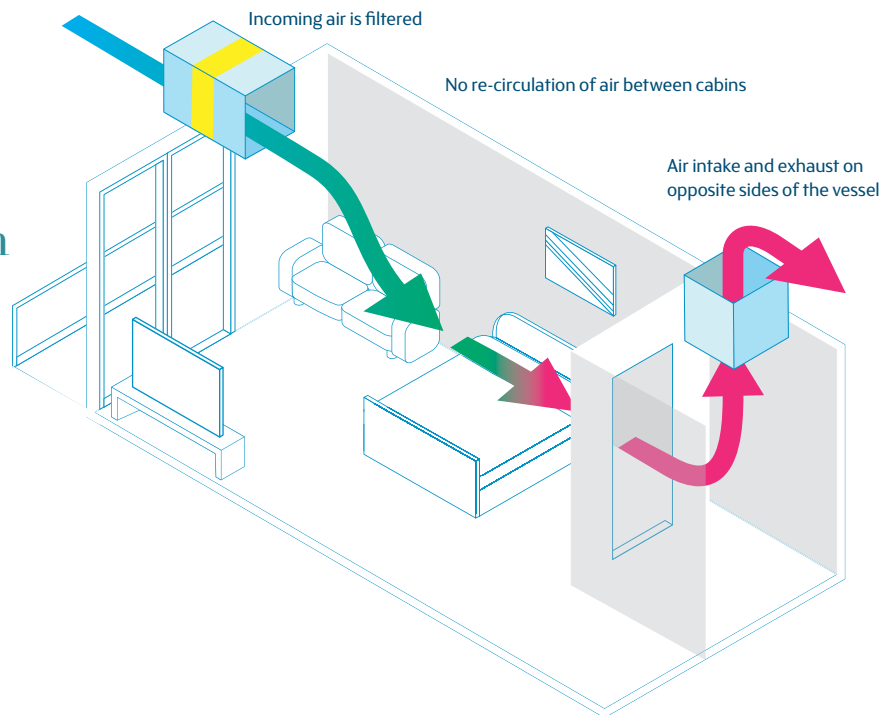 Incoming air is filtered
No re-circulation of air between cabins
Air intake and exhaust on
opposite sides of the vessel